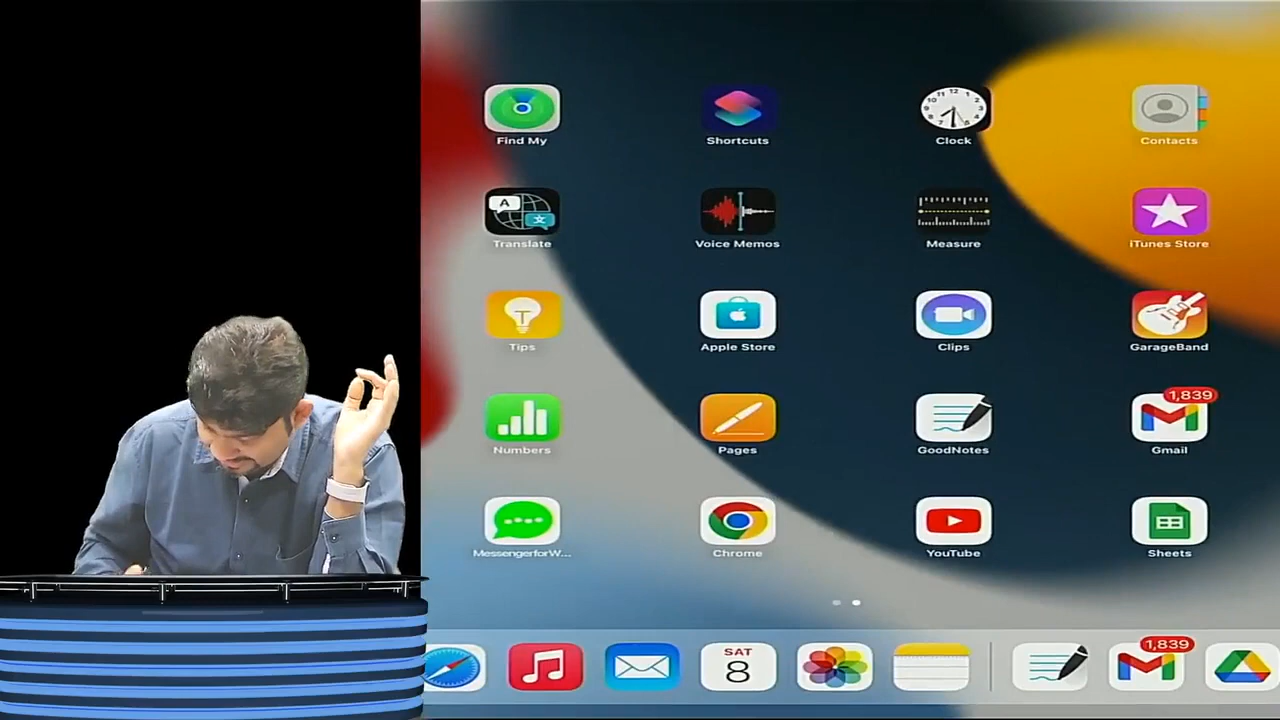 Find My
Shortcuts
Clock
Contacts
Translate
Voice Memos
Measure
iTunes Store
Tips
Apple Store
Clips
GarageBand
1,839
Numbers
Pages
GoodNotes
Gmail
MessengerforW...
Chrome
YouTube
Sheets
SAT
8
1,839